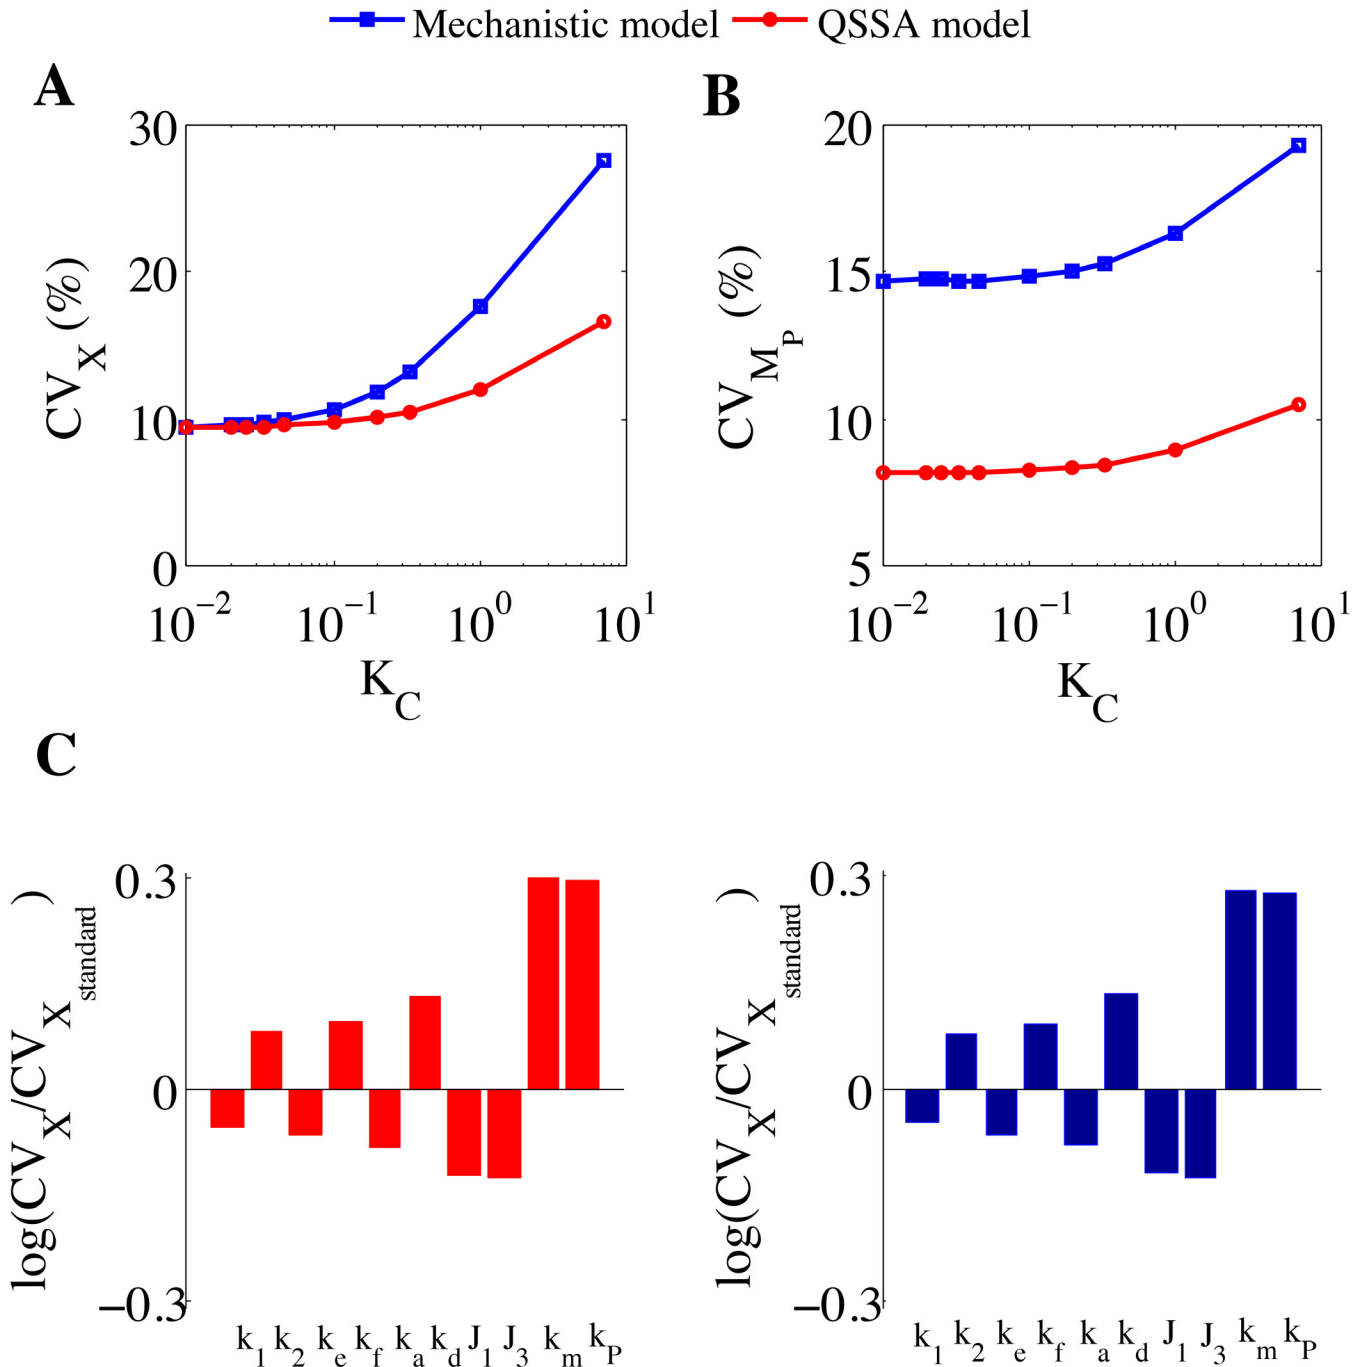 Mechanistic model QSSA model
A
30
20
10
0
CV_X (%)
10^−2 10^−1 10^0 10^1
K_C
B
20
15
10
5
CV_M_P (%)
10^−2 10^−1 10^0 10^1
K_C
C
0.3
0
−0.3
log(CV_X/CV_X_standard)
k_1 k_2 k_e k_f k_a k_d J_1 J_3 k_m k_P
0.3
0
−0.3
log(CV_X/CV_X_standard)
k_1 k_2 k_e k_f k_a k_d J_1 J_3 k_m k_P